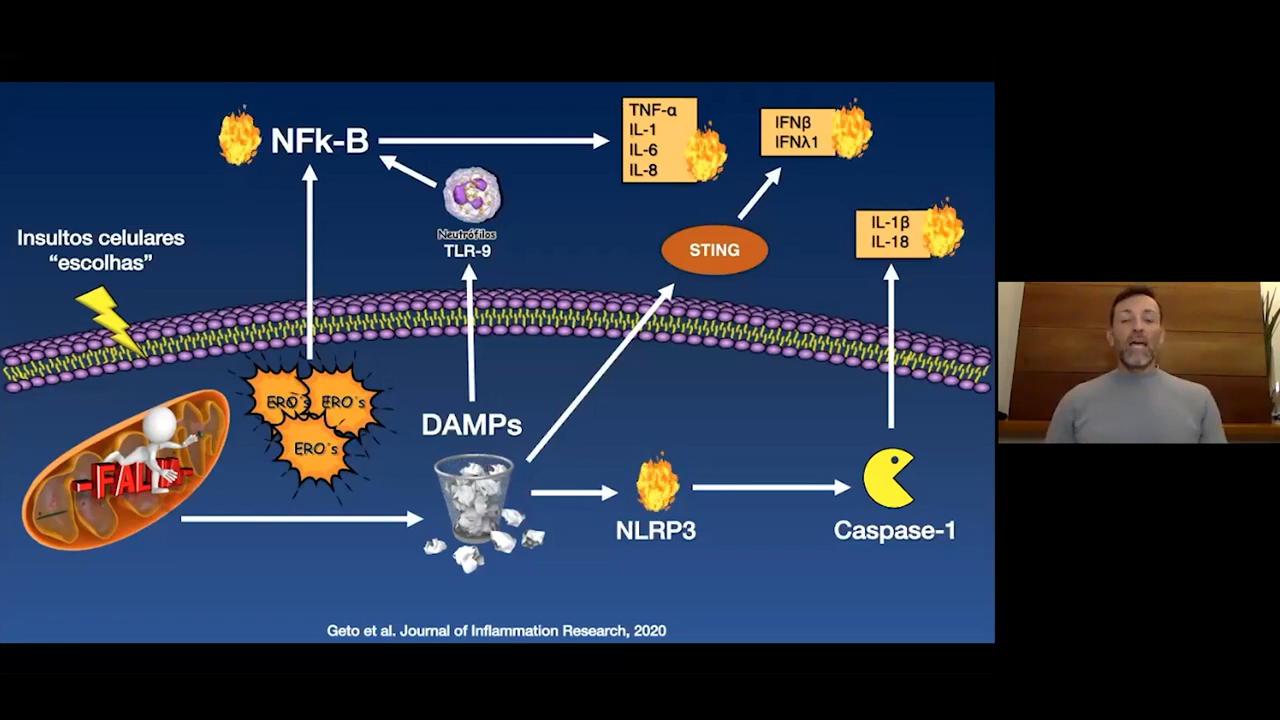 NFk-B
TNF-α
IL-1
IL-6
IL-8
IFNβ
IFNλ1
Neutrófilos
TLR-9
STING
IL-1β
IL-18
Insultos celulares
“escolhas”
ERO´s
ERO´s
ERO´s
DAMPs
NLRP3
Caspase-1
Geto et al. Journal of Inflammation Research, 2020